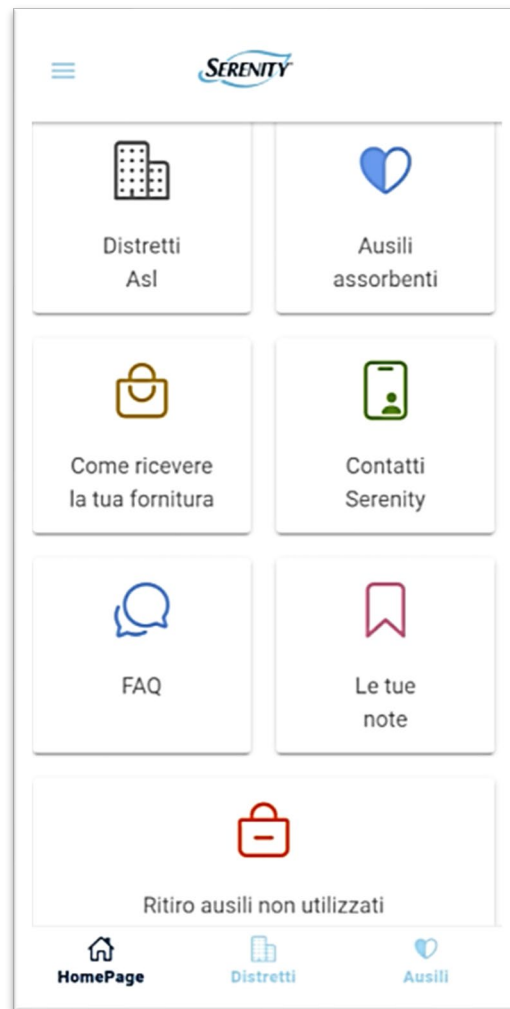 SERENITY
Distretti
Asl
Ausili
assorbenti
Come ricevere
la tua fornitura
Contatti
Serenity
FAQ
Le tue
note
Ritiro ausili non utilizzati
HomePage
Distretti
Ausili